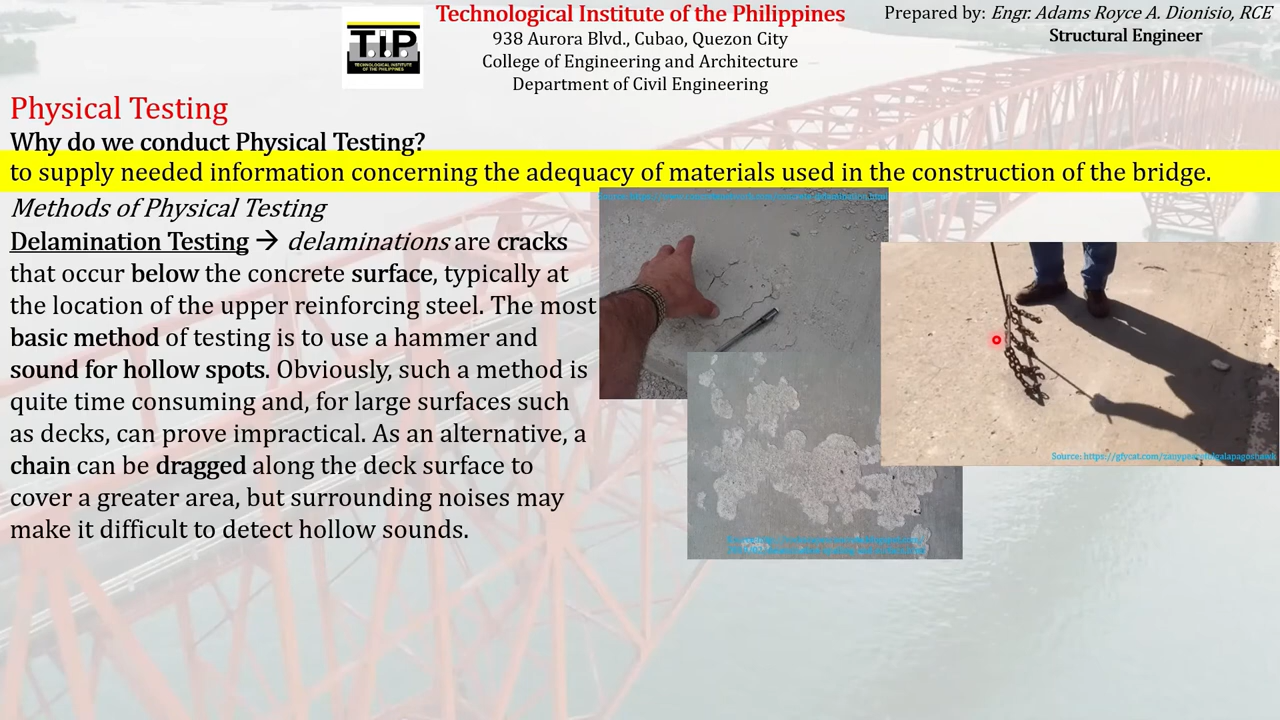 Technological Institute of the Philippines
938 Aurora Blvd., Cubao, Quezon City
College of Engineering and Architecture
Department of Civil Engineering
Prepared by: Engr. Adams Royce A. Dionisio, RCE
Structural Engineer
TiP
TECHNOLOGICAL INSTITUTE
OF THE PHILIPPINES
Physical Testing
Why do we conduct Physical Testing?
to supply needed information concerning the adequacy of materials used in the construction of the bridge.
Methods of Physical Testing
Delamination Testing → delaminations are cracks
that occur below the concrete surface, typically at
the location of the upper reinforcing steel. The most
basic method of testing is to use a hammer and
sound for hollow spots. Obviously, such a method is
quite time consuming and, for large surfaces such
as decks, can prove impractical. As an alternative, a
chain can be dragged along the deck surface to
cover a greater area, but surrounding noises may
make it difficult to detect hollow sounds.
Source: